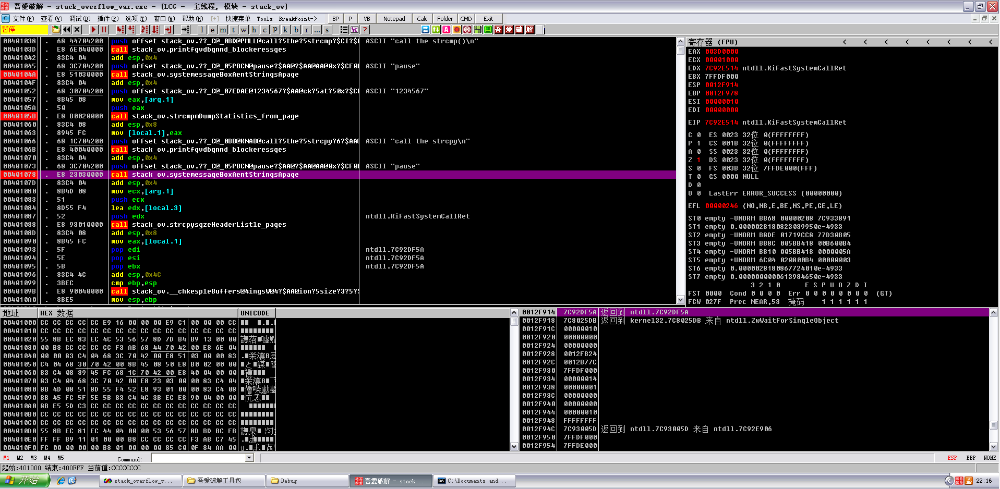 吾愛破解 - stack_overflow_var.exe - [LCG -  主线程, 模块 - stack_ov]
文件(F) 查看(V) 调试(D) 插件(P) 选项(T) 窗口(W) 帮助(H) [+] 快捷菜单 Tools BreakPoint-> BP P VB Notepad Calc Folder CMD Exit
暂停 l e m t w h c p k b r ... s ? 吾 爱 破 解
00401038 . 68 44704200 push offset stack_ov.??_C@_0BD@PMLL@call?5the?5strcmp?$CI?$ ASCII "call the strcmp()\n"
0040103D . E8 6E040000 call stack_ov.printfgvdbgnnd_blockeressges
00401042 . 83C4 04 add esp,0x4
00401045 . 68 3C704200 push offset stack_ov.??_C@_05PBCN@pause?$AA@?$AA@AA@0x?$CF0 ASCII "pause"
0040104A . E8 51030000 call stack_ov.systemessageBoxAentStringsApage
0040104F . 83C4 04 add esp,0x4
00401052 . 68 30704200 push offset stack_ov.??_C@_07EDAE@1234567?$AA@ck?5at?50x?$C ASCII "1234567"
00401057 . 8B45 08 mov eax,[arg.1]
0040105A . 50 push eax
0040105B . E8 B0020000 call stack_ov.strcmpmDumpStatistics_from_page
00401060 . 83C4 08 add esp,0x8
00401063 . 8945 FC mov [local.1],eax
00401066 . 68 1C704200 push offset stack_ov.??_C@_0BB@KNAB@call?5the?5strcpy?6?$AA ASCII "call the strcpy\n"
0040106B . E8 40040000 call stack_ov.printfgvdbgnnd_blockeressges
00401070 . 83C4 04 add esp,0x4
00401073 . 68 3C704200 push offset stack_ov.??_C@_05PBCN@pause?$AA@?$AA@AA@0x?$CF0 ASCII "pause"
00401078 . E8 23030000 call stack_ov.systemessageBoxAentStringsApage
0040107D . 83C4 04 add esp,0x4
00401080 . 8B4D 08 mov ecx,[arg.1]
00401083 . 51 push ecx
00401084 . 8D55 F4 lea edx,[local.3]
00401087 . 52 push edx ntdll.KiFastSystemCallRet
00401088 . E8 93010000 call stack_ov.strcpysgzeHeaderListle_pages
0040108D . 83C4 08 add esp,0x8
00401090 . 8B45 FC mov eax,[local.1]
00401093 . 5F pop edi ntdll.7C92DF5A
00401094 . 5E pop esi ntdll.7C92DF5A
00401095 . 5B pop ebx ntdll.7C92DF5A
00401096 . 83C4 4C add esp,0x4C
00401099 . 3BEC cmp ebp,esp
0040109B . E8 90040000 call stack_ov.__chkespleBuffers@4ingsW@4?$AA@ion?5size?3?5?
004010A0 . 8BE5 mov esp,ebp
寄存器 (FPU) < < < < < < < <
EAX 003D0000
ECX 00001000
EDX 7C92E514 ntdll.KiFastSystemCallRet
EBX 7FFDF000
ESP 0012F914
EBP 0012F978
ESI 00000010
EDI 00000000
EIP 7C92E514 ntdll.KiFastSystemCallRet
C 0 ES 0023 32位 0(FFFFFFFF)
P 1 CS 001B 32位 0(FFFFFFFF)
A 0 SS 0023 32位 0(FFFFFFFF)
Z 1 DS 0023 32位 0(FFFFFFFF)
S 0 FS 003B 32位 7FFDE000(FFF)
T 0 GS 0000 NULL
D 0
O 0 LastErr ERROR_SUCCESS (00000000)
EFL 00000246 (NO,NB,E,BE,NS,PE,GE,LE)
ST0 empty -UNORM BB68 00000208 7C933891
ST1 empty 0.0000028180823039950e-4933
ST2 empty -UNORM B8DE 01719CC8 77D30B05
ST3 empty -UNORM BB8C 005BB418 00B600B4
ST4 empty -UNORM B810 005BB418 0000005A
ST5 empty +UNORM 6C04 020800B4 00000003
ST6 empty 0.0000028180867724010e-4933
ST7 empty 0.0000000000613984650e-4933
3 2 1 0 E S P U O Z D I
FST 0000 Cond 0 0 0 0 Err 0 0 0 0 0 0 0 0 (GT)
FCW 027F Prec NEAR,53 掩码 1 1 1 1 1 1
地址 HEX 数据 UNICODE
00401000 CC CC CC CC CC E9 16 00 00 00 E9 C1 00 00 00 CC
00401010 CC CC CC CC CC CC CC CC CC CC CC CC CC CC CC CC
00401020 55 8B EC 83 EC 4C 53 56 57 8D 7D B4 B9 13 00 00
00401030 00 B8 CC CC CC CC F3 AB 68 44 70 42 00 E8 6E 04
00401040 00 00 83 C4 04 68 3C 70 42 00 E8 51 03 00 00 83
00401050 C4 04 68 30 70 42 00 8B 45 08 50 E8 B0 02 00 00
00401060 83 C4 08 89 45 FC 68 1C 70 42 00 E8 40 04 00 00
00401070 83 C4 04 68 3C 70 42 00 E8 23 03 00 00 83 C4 04
00401080 8B 4D 08 51 8D 55 F4 52 E8 93 01 00 00 83 C4 08
00401090 8B 45 FC 5F 5E 5B 83 C4 4C 3B EC E8 90 04 00 00
004010A0 8B E5 5D C3 CC CC CC CC CC CC CC CC CC CC CC CC
004010B0 CC CC CC CC CC CC CC CC CC CC CC CC CC CC CC CC
004010C0 CC CC CC CC CC CC CC CC CC CC CC CC CC CC CC CC
004010D0 55 8B EC 81 EC 44 04 00 00 53 56 57 8D BD BC FB
004010E0 FF FF B9 11 01 00 00 B8 CC CC CC CC F3 AB C7 45
004010F0 FC 00 00 00 00 B8 01 00 00 00 85 C0 0F 84 AA 00
0012F914 7C92DF5A 返回到 ntdll.7C92DF5A
0012F918 7C8025DB 返回到 kernel32.7C8025DB 来自 ntdll.ZwWaitForSingleObject
0012F91C 00000010
0012F920 00000000
0012F924 00000000
0012F928 0012FB24
0012F92C 0012B77C
0012F930 7FFDF000
0012F934 00000014
0012F938 00000001
0012F93C 00000000
0012F940 00000000
0012F944 00000010
0012F948 FFFFFFFF
0012F94C 7C93005D 返回到 ntdll.7C93005D 来自 ntdll.7C92E906
0012F950 7FFDF000
0012F954 7FFDE000
M1 M2 M3 M4 M5 Command: ESP EBP NONE
起始:401000 结束:400FFF 当前值:CCCCCCCC
开始 stack_overflow_v... 吾爱破解工具包 Debug 吾愛破解 - stack... C:\Documents and... 22:16